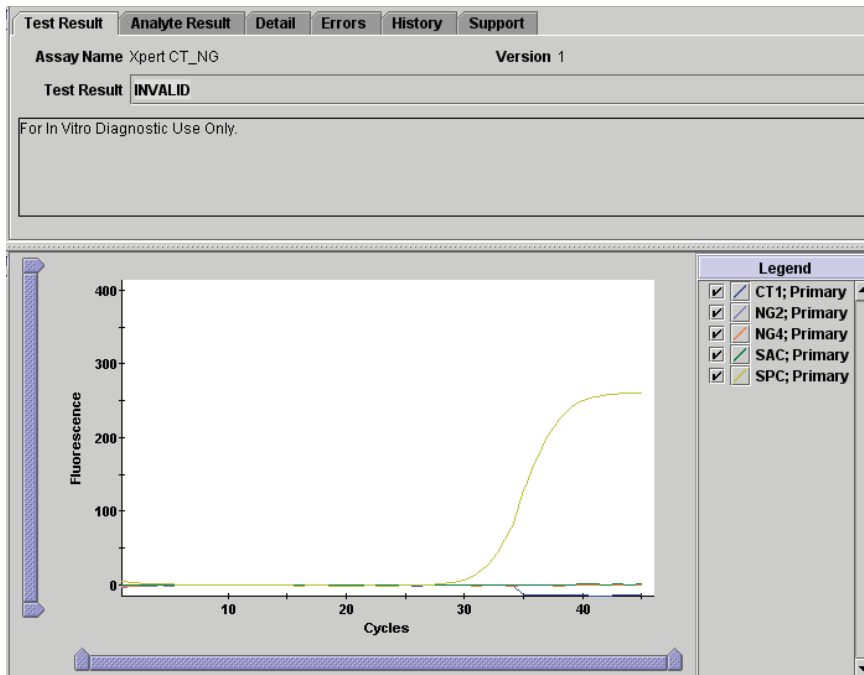 Test Result Analyte Result Detail Errors History Support
Assay Name Xpert CT_NG Version 1
Test Result INVALID
For In Vitro Diagnostic Use Only.
Legend
CT1; Primary
NG2; Primary
NG4; Primary
SAC; Primary
SPC; Primary
400
300
200
100
0
Fluorescence
10 20 30 40
Cycles